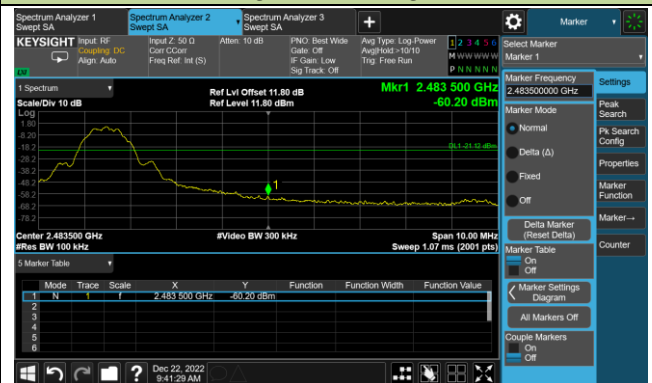 Spectrum Analyzer 1
Swept SA
Spectrum Analyzer 2
Swept SA
Spectrum Analyzer 3
Swept SA
Marker
KEYSIGHT
Input: RF
Coupling: DC
Align: Auto
Input Z: 50 Ω
Corr CCorr
Freq Ref: Int (S)
Atten: 10 dB
PNO: Best Wide
Gate: Off
IF Gain: Low
Sig Track: Off
Avg Type: Log-Power
Avg|Hold:>10/10
Trig: Free Run
1 2 3 4 5 6
M W W W W W
P N N N N N
LXI
Select Marker
Marker 1
1 Spectrum
Scale/Div 10 dB
Ref Lvl Offset 11.80 dB
Ref Level 11.80 dBm
Mkr1 2.483 500 GHz
-60.20 dBm
Log
1.80
-8.20
-18.2
-28.2
-38.2
-48.2
-58.2
-68.2
-78.2
DL1 -21.12 dBm
1
Center 2.483500 GHz
#Res BW 100 kHz
#Video BW 300 kHz
Span 10.00 MHz
Sweep 1.07 ms (2001 pts)
5 Marker Table
Mode Trace Scale X Y Function Function Width Function Value
1 N 1 f 2.483 500 GHz -60.20 dBm
2
3
4
5
6
Marker Frequency
2.483500000 GHz
Marker Mode
Normal
Delta (Δ)
Fixed
Off
Delta Marker
(Reset Delta)
Marker Table
On
Off
Marker Settings
Diagram
All Markers Off
Couple Markers
On
Off
Settings
Peak
Search
Pk Search
Config
Properties
Marker
Function
Marker→
Counter
?
Dec 22, 2022
9:41:29 AM